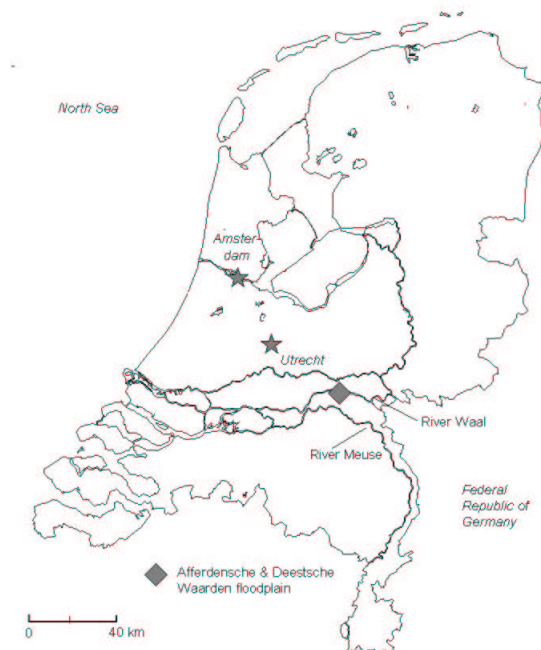 North Sea
Amster-
dam
Utrecht
River Waal
River Meuse
Federal
Republic of
Germany
Afferdensche & Deestsche
Waarden floodplain
0 40 km